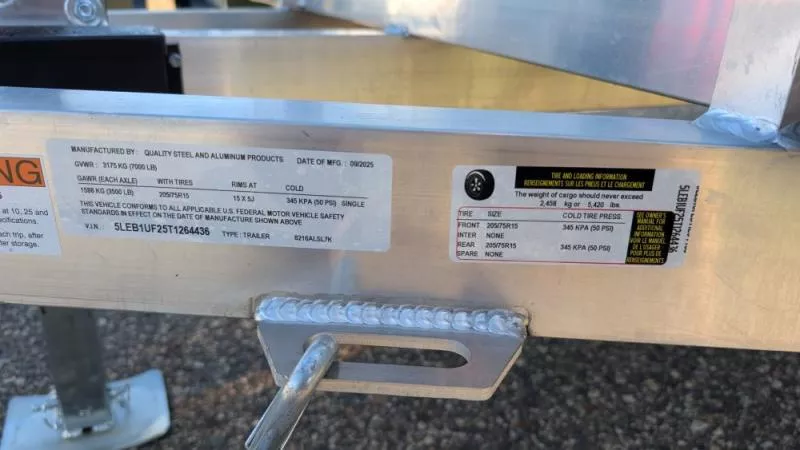 NG
at 10, 25 and
ch trip, after
er storage.
MANUFACTURED BY: QUALITY STEEL AND ALUMINUM PRODUCTS DATE OF MFG.: 09/2025
GVWR: 3175 KG (7000 LB)
GAWR (EACH AXLE) WITH TIRES RIMS AT COLD
1588 KG (3500 LB) 205/75R15 15 X 5J 345 KPA (50 PSI) SINGLE
THIS VEHICLE CONFORMS TO ALL APPLICABLE U.S. FEDERAL MOTOR VEHICLE SAFETY
STANDARDS IN EFFECT ON THE DATE OF MANUFACTURE SHOWN ABOVE
V.I.N. 5LEB1UF25T1264436 TYPE: TRAILER 8216ALSL7K
TIRE AND LOADING INFORMATION
RENSEIGNEMENTS SUR LES PNEUS ET LE CHARGEMENT
The weight of cargo should never exceed
2,458 kg or 5,420 lbs.
TIRE SIZE COLD TIRE PRESS.
FRONT 205/75R15 345 KPA (50 PSI)
INTER NONE
REAR 205/75R15 345 KPA (50 PSI)
SPARE NONE
SEE OWNER'S
MANUAL FOR
ADDITIONAL
INFORMATION
VOIR LE MANUEL
DE L'USAGER
POUR PLUS DE
RENSEIGNEMENTS.
5LEB1UF25T1264436